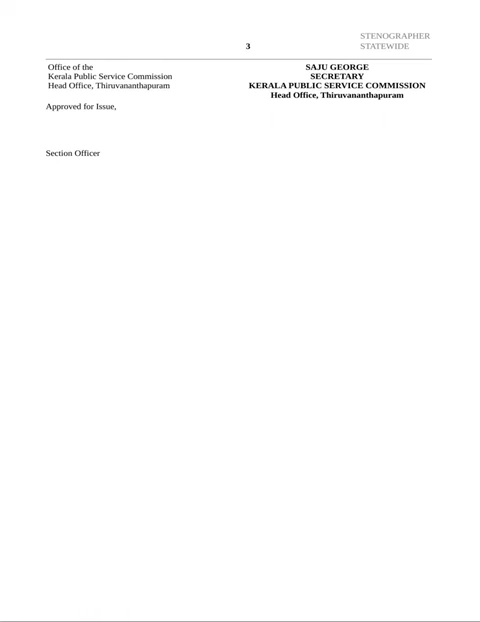 STENOGRAPHER
3 STATEWIDE
Office of the
Kerala Public Service Commission
Head Office, Thiruvananthapuram
SAJU GEORGE
SECRETARY
KERALA PUBLIC SERVICE COMMISSION
Head Office, Thiruvananthapuram
Approved for Issue,
Section Officer